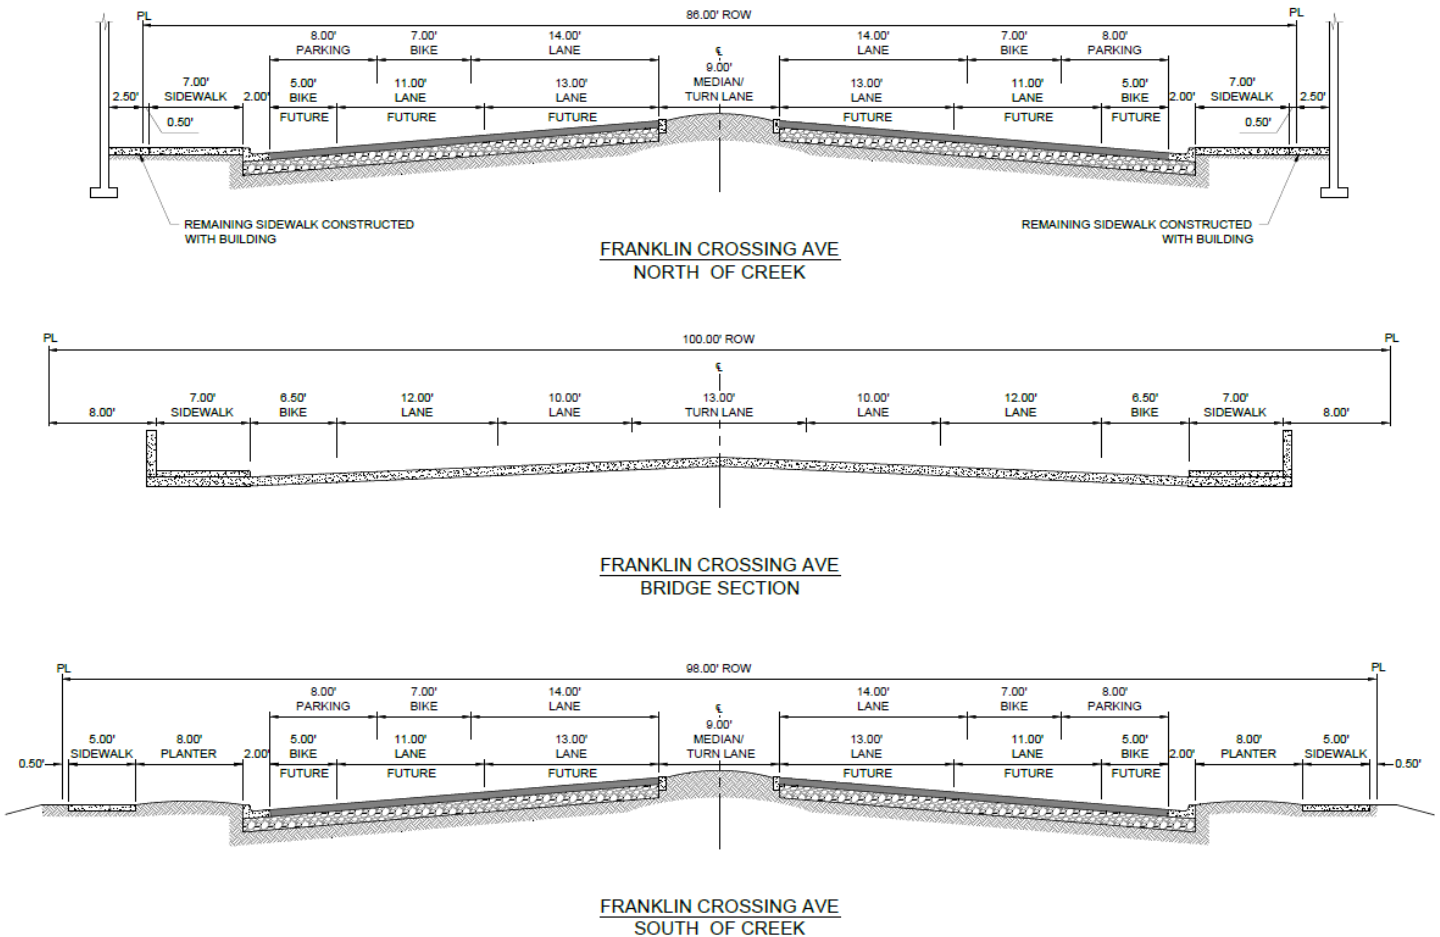 PL
86.00' ROW
PL
8.00' 7.00' 14.00' ℄ 14.00' 7.00' 8.00'
PARKING BIKE LANE LANE BIKE PARKING
9.00'
7.00' 5.00' 11.00' 13.00' MEDIAN/ 13.00' 11.00' 5.00' 7.00'
2.50' SIDEWALK 2.00' BIKE LANE LANE TURN LANE LANE LANE BIKE 2.00' SIDEWALK 2.50'
0.50' FUTURE FUTURE FUTURE FUTURE FUTURE FUTURE 0.50'
REMAINING SIDEWALK CONSTRUCTED
WITH BUILDING
REMAINING SIDEWALK CONSTRUCTED
WITH BUILDING
FRANKLIN CROSSING AVE
NORTH OF CREEK
PL
100.00' ROW
PL
℄
7.00' 6.50' 12.00' 10.00' 13.00' 10.00' 12.00' 6.50' 7.00'
8.00' SIDEWALK BIKE LANE LANE TURN LANE LANE LANE BIKE SIDEWALK 8.00'
FRANKLIN CROSSING AVE
BRIDGE SECTION
PL
98.00' ROW
PL
8.00' 7.00' 14.00' ℄ 14.00' 7.00' 8.00'
PARKING BIKE LANE LANE BIKE PARKING
9.00'
5.00' 8.00' 5.00' 11.00' 13.00' MEDIAN/ 13.00' 11.00' 5.00' 8.00' 5.00'
SIDEWALK PLANTER 2.00' BIKE LANE LANE TURN LANE LANE LANE BIKE 2.00' PLANTER SIDEWALK
0.50' FUTURE FUTURE FUTURE FUTURE FUTURE FUTURE 0.50'
FRANKLIN CROSSING AVE
SOUTH OF CREEK